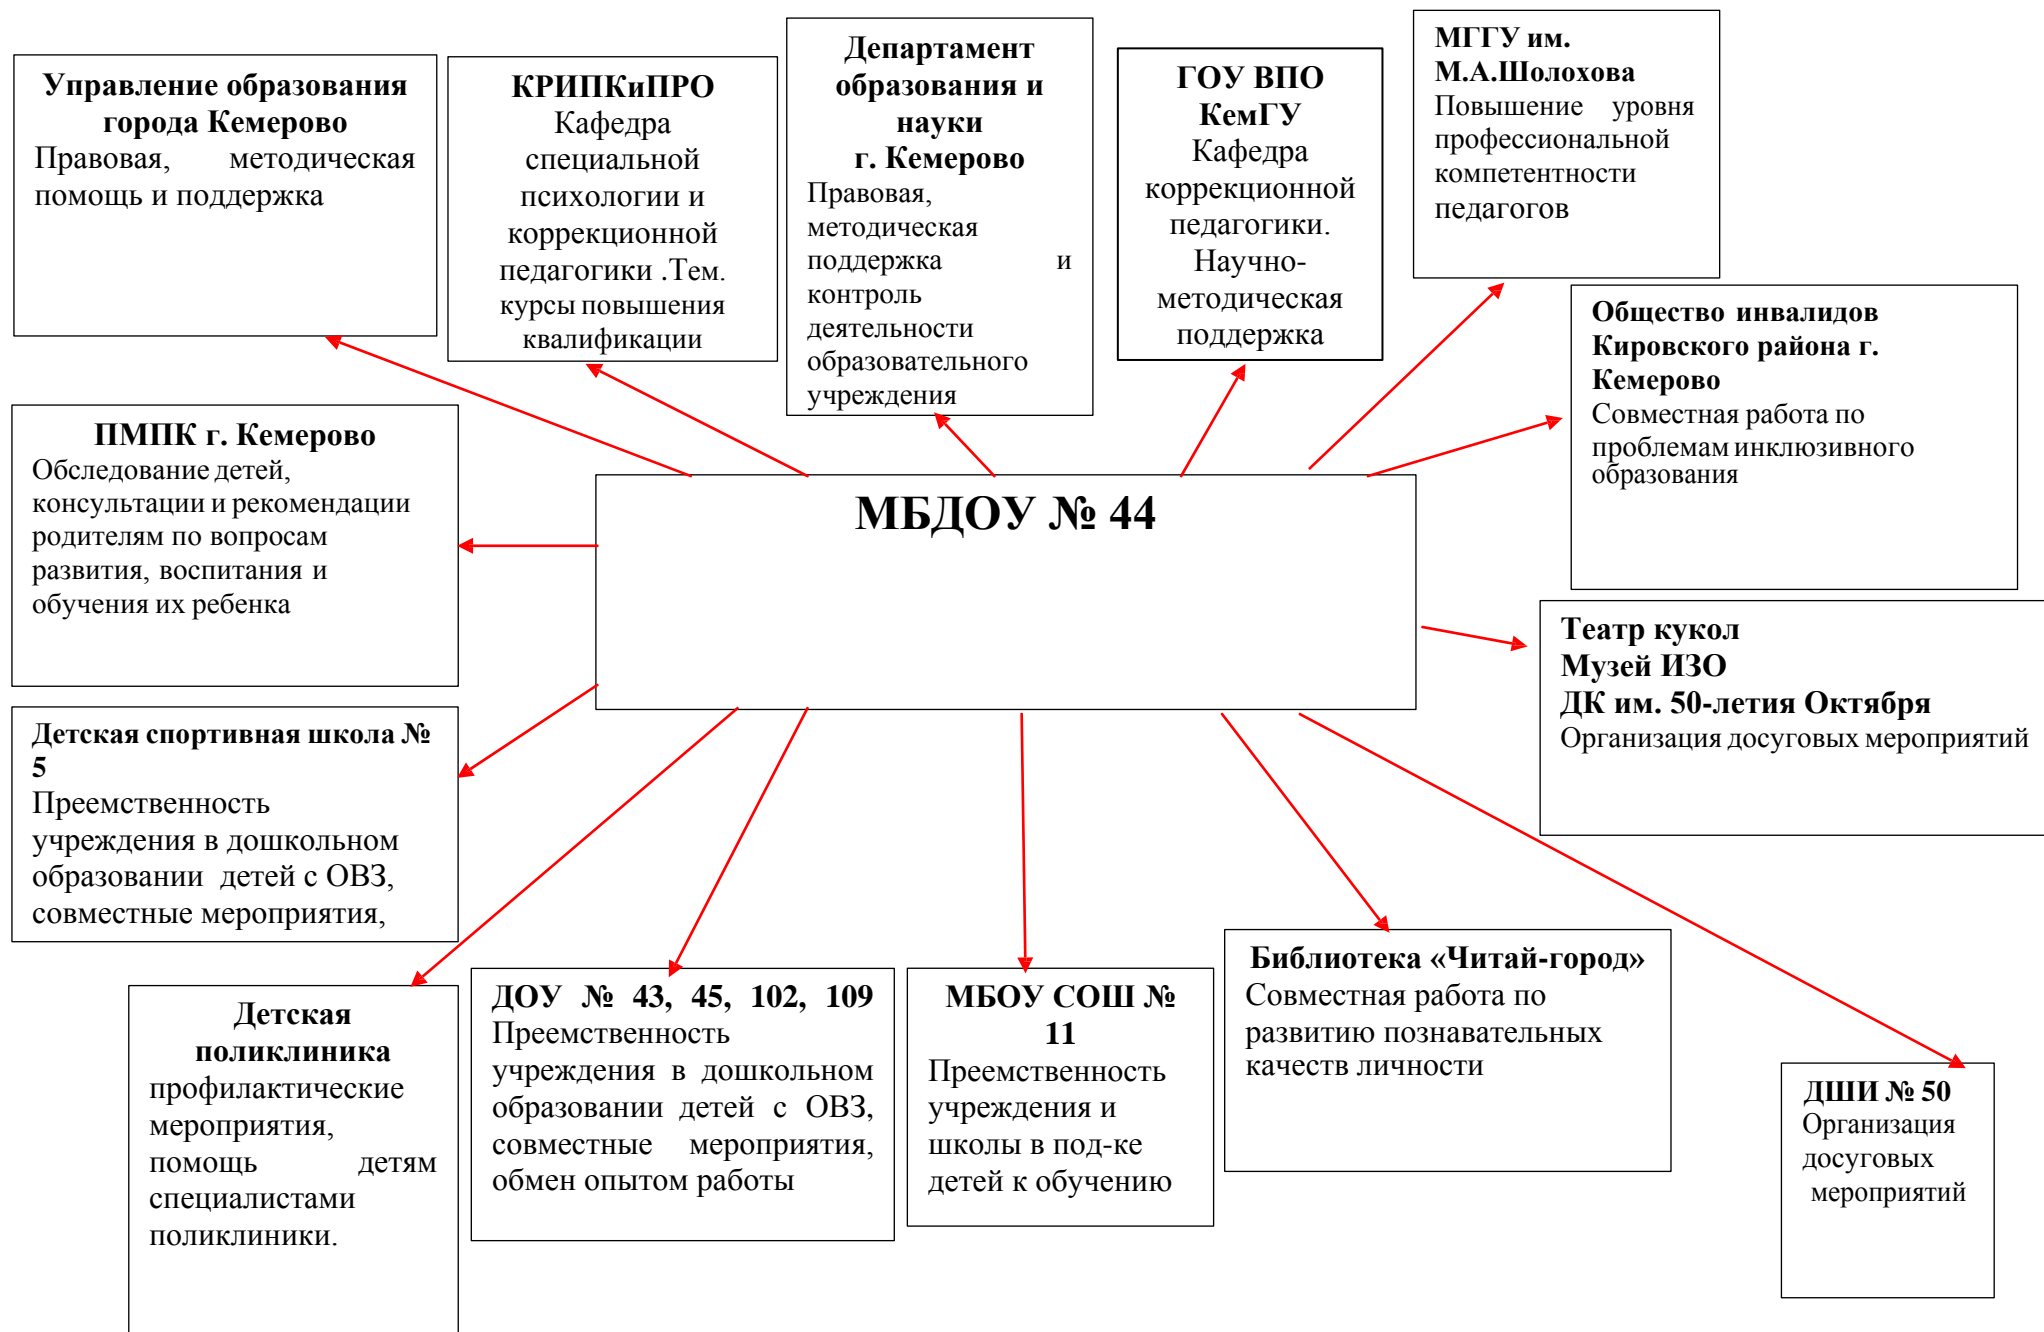 Управление образования
города Кемерово
Правовая, методическая
помощь и поддержка
КРИПКиПРО
Кафедра
специальной
психологии и
коррекционной
педагогики .Тем.
курсы повышения
квалификации
Департамент
образования и
науки
г. Кемерово
Правовая,
методическая
поддержка и
контроль
деятельности
образовательного
учреждения
ГОУ ВПО
КемГУ
Кафедра
коррекционной
педагогики.
Научно-
методическая
поддержка
МГГУ им.
М.А.Шолохова
Повышение уровня
профессиональной
компетентности
педагогов
Общество инвалидов
Кировского района г.
Кемерово
Совместная работа по
проблемам инклюзивного
образования
ПМПК г. Кемерово
Обследование детей,
консультации и рекомендации
родителям по вопросам
развития, воспитания и
обучения их ребенка
МБДОУ № 44
Театр кукол
Музей ИЗО
ДК им. 50-летия Октября
Организация досуговых мероприятий
Детская спортивная школа №
5
Преемственность
учреждения в дошкольном
образовании детей с ОВЗ,
совместные мероприятия,
Детская
поликлиника
профилактические
мероприятия,
помощь детям
специалистами
поликлиники.
ДОУ № 43, 45, 102, 109
Преемственность
учреждения в дошкольном
образовании детей с ОВЗ,
совместные мероприятия,
обмен опытом работы
МБОУ СОШ №
11
Преемственность
учреждения и
школы в под-ке
детей к обучению
Библиотека «Читай-город»
Совместная работа по
развитию познавательных
качеств личности
ДШИ № 50
Организация
досуговых
мероприятий